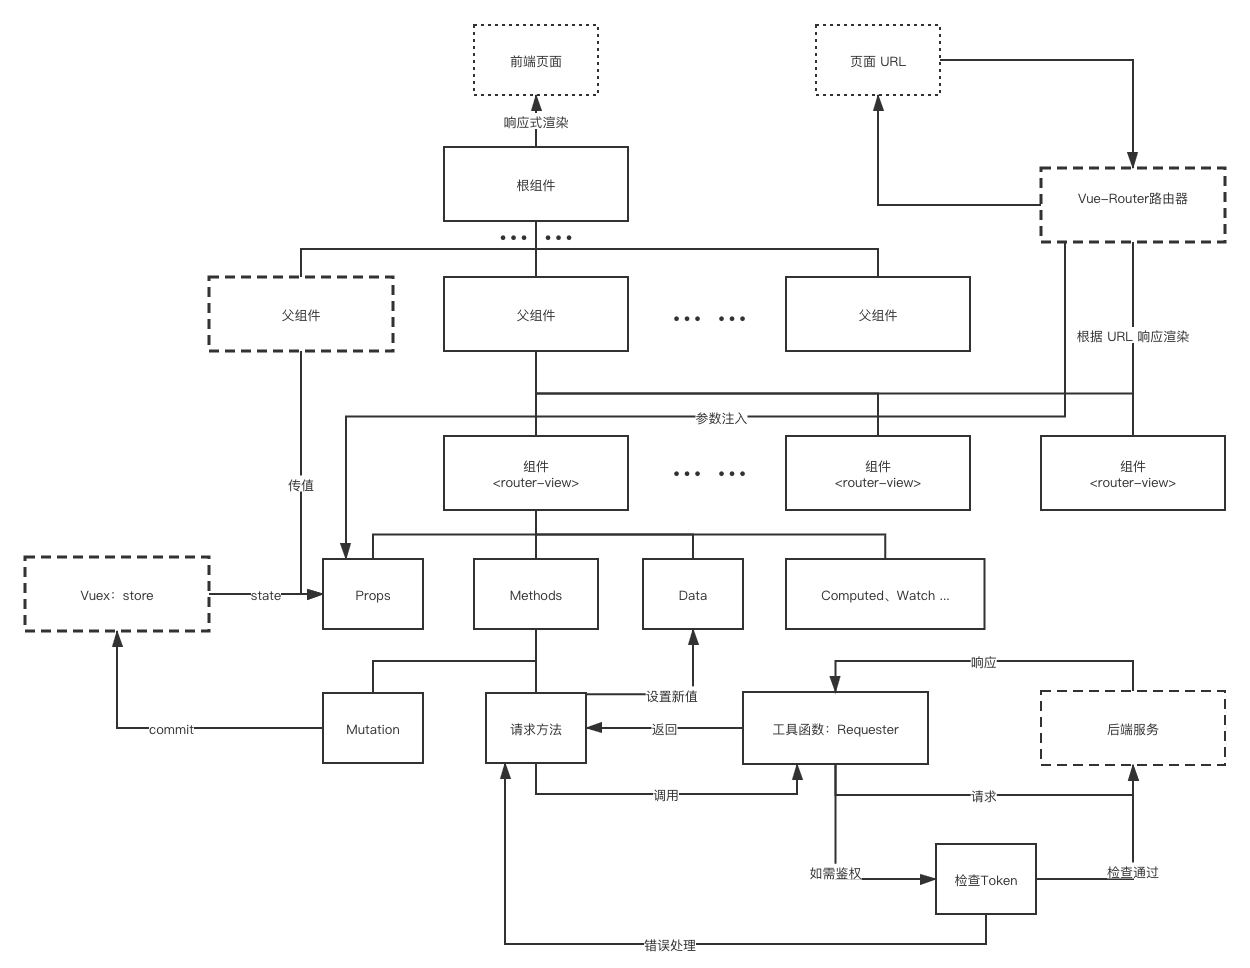 前端页面
页面 URL
响应式渲染
根组件
Vue-Router路由器
父组件
父组件
父组件
根据 URL 响应渲染
参数注入
组件
<router-view>
组件
<router-view>
组件
<router-view>
传值
Vuex：store
state
Props
Methods
Data
Computed、Watch ...
响应
设置新值
commit
Mutation
请求方法
返回
工具函数：Requester
后端服务
调用
请求
如需鉴权
检查Token
检查通过
错误处理